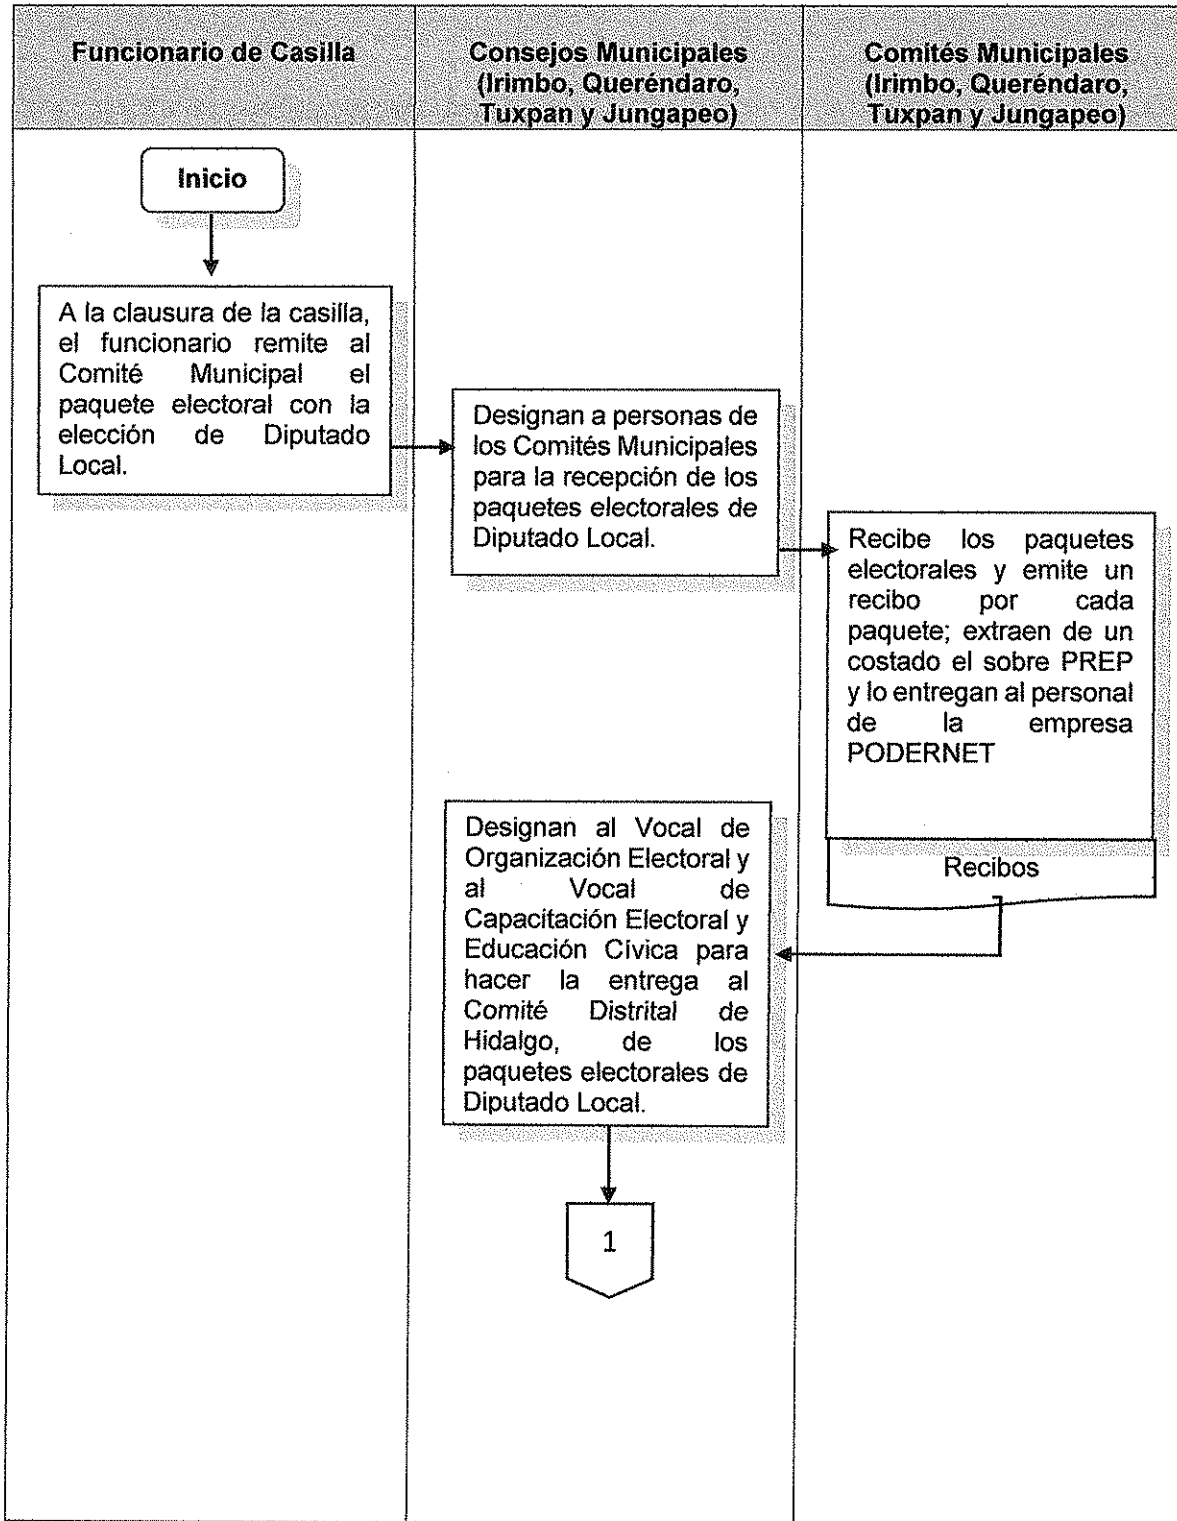 Funcionario de Casilla
Consejos Municipales
(Irimbo, Queréndaro,
Tuxpan y Jungapeo)
Comités Municipales
(Irimbo, Queréndaro,
Tuxpan y Jungapeo)
Inicio
A la clausura de la casilla,
el funcionario remite al
Comité Municipal el
paquete electoral con la
elección de Diputado
Local.
Designan a personas de
los Comités Municipales
para la recepción de los
paquetes electorales de
Diputado Local.
Recibe los paquetes
electorales y emite un
recibo por cada
paquete; extraen de un
costado el sobre PREP
y lo entregan al personal
de la empresa
PODERNET
Recibos
Designan al Vocal de
Organización Electoral y
al Vocal de
Capacitación Electoral y
Educación Cívica para
hacer la entrega al
Comité Distrital de
Hidalgo, de los
paquetes electorales de
Diputado Local.
1